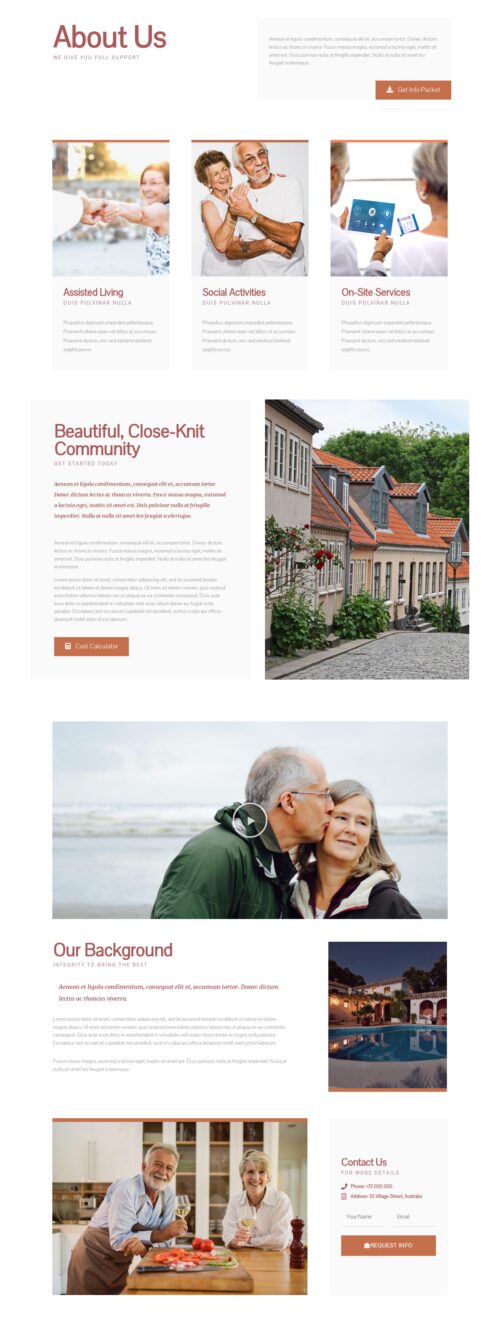 About Us
WE GIVE YOU FULL SUPPORT
Aenean et ligula condimentum, consequat elit et, accumsan tortor. Donec dictum
lectus ac rhoncus viverra. Fusce massa magna, euismod a lacinia eget, mattis sit
amet est. Duis pulvinar nulla at fringilla imperdiet. Nulla at nulla sit amet leo
feugiat scelerisque.
Get Info Packet
Assisted Living
DUIS PULVINAR NULLA
Phasellus dignissim imperdiet pellentesque.
Praesent ullamcorper vel tellus at accumsan.
Praesent dictum, orci sed eleifend eleifend
sagittis purus.
Social Activities
DUIS PULVINAR NULLA
Phasellus dignissim imperdiet pellentesque.
Praesent ullamcorper vel tellus at accumsan.
Praesent dictum, orci sed eleifend eleifend
sagittis purus.
On-Site Services
DUIS PULVINAR NULLA
Phasellus dignissim imperdiet pellentesque.
Praesent ullamcorper vel tellus at accumsan.
Praesent dictum, orci sed eleifend eleifend
sagittis purus.
Beautiful, Close-Knit
Community
GET STARTED TODAY
Aenean et ligula condimentum, consequat elit et, accumsan tortor.
Donec dictum lectus ac rhoncus viverra. Fusce massa magna, euismod
a lacinia eget, mattis sit amet est. Duis pulvinar nulla at fringilla
imperdiet. Nulla at nulla sit amet leo feugiat scelerisque.
Aenean et ligula condimentum, consequat elit et, accumsan tortor. Donec dictum
lectus ac rhoncus viverra. Fusce massa magna, euismod a lacinia eget, mattis sit
amet est. Duis pulvinar nulla at fringilla imperdiet. Nulla at nulla sit amet leo feugiat
scelerisque.
Lorem ipsum dolor sit amet, consectetur adipiscing elit, sed do eiusmod tempor
incididunt ut labore et dolore magna aliqua. Ut enim ad minim veniam, quis nostrud
exercitation ullamco laboris nisi ut aliquip ex ea commodo consequat. Duis aute
irure dolor in reprehenderit in voluptate velit esse cillum dolore eu fugiat nulla
pariatur. Excepteur sint occaecat cupidatat non proident, sunt in culpa qui officia
deserunt mollit anim id est laborum.
Cost Calculator
Our Background
INTEGRITY TO BRING THE BEST
Aenean et ligula condimentum, consequat elit et, accumsan tortor. Donec dictum
lectus ac rhoncus viverra.
Lorem ipsum dolor sit amet, consectetur adipiscing elit, sed do eiusmod tempor incididunt ut labore et dolore
magna aliqua. Ut enim ad minim veniam, quis nostrud exercitation ullamco laboris nisi ut aliquip ex ea commodo
consequat. Duis aute irure dolor in reprehenderit in voluptate velit esse cillum dolore eu fugiat nulla pariatur.
Excepteur sint occaecat cupidatat non proident, sunt in culpa qui officia deserunt mollit anim id est laborum.
Fusce massa magna, euismod a lacinia eget, mattis sit amet est. Duis pulvinar nulla at fringilla imperdiet. Nulla at
nulla sit amet leo feugiat scelerisque.
Contact Us
FOR MORE DETAILS
Phone: +72 000 000
Address: 53 Village Street, Australia
Your Name
Email
REQUEST INFO